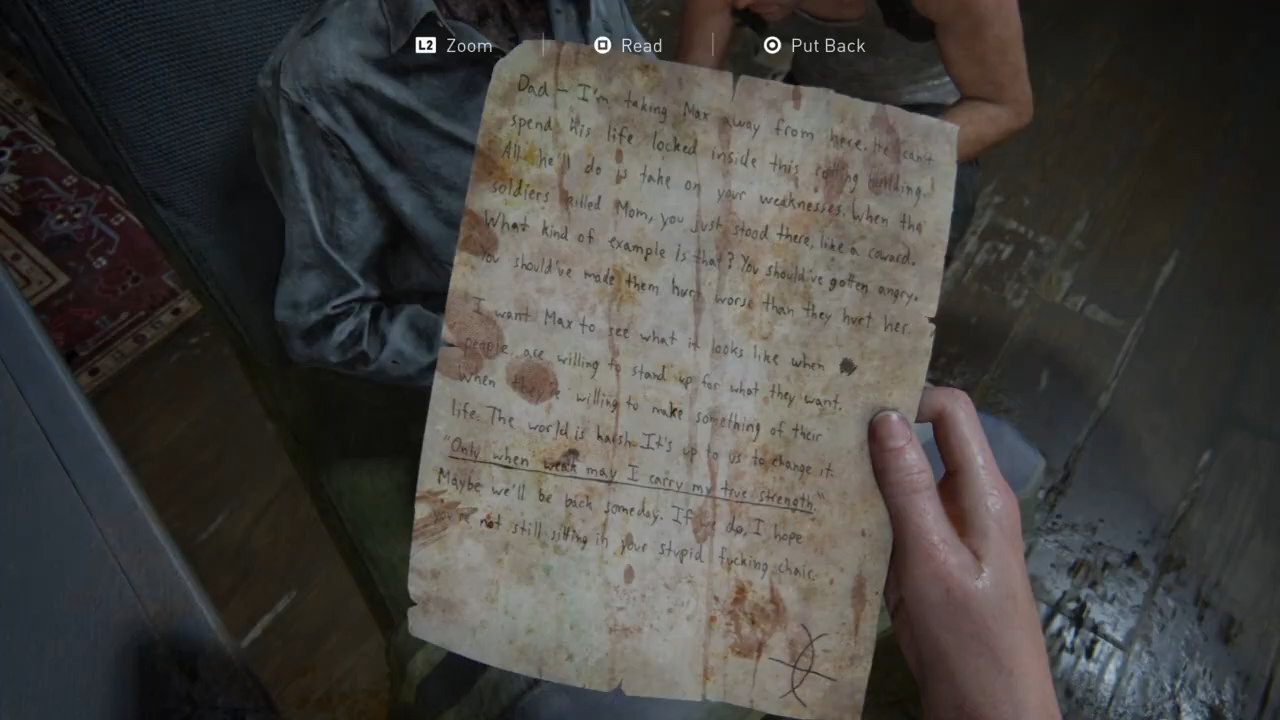 L2 Zoom Read Put Back
Dad – I'm taking Max away from here. He can't
spend his life locked inside this rotting building.
All he'll do is take on your weaknesses. When the
soldiers killed Mom, you just stood there, like a coward.
What kind of example is that? You should've gotten angry.
You should've made them hurt worse than they hurt her.
I want Max to see what it looks like when
people are willing to stand up for what they want.
When they're willing to make something of their
life. The world is harsh. It's up to us to change it.
"Only when weak may I carry my true strength."
Maybe we'll be back someday. If we do, I hope
you're not still sitting in your stupid fucking chair.